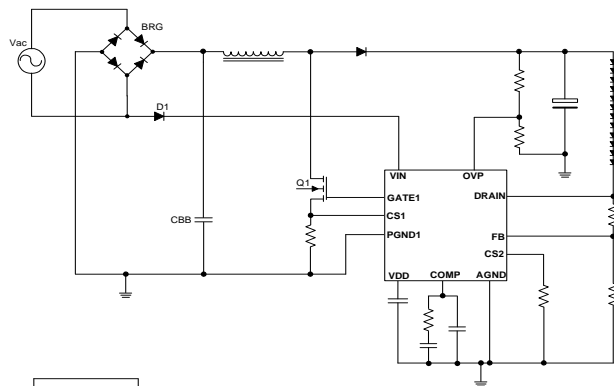 BRG
Vac
D1
VIN
OVP
Q1
GATE1
DRAIN
CS1
CBB
PGND1
FB
CS2
VDD
COMP
AGND